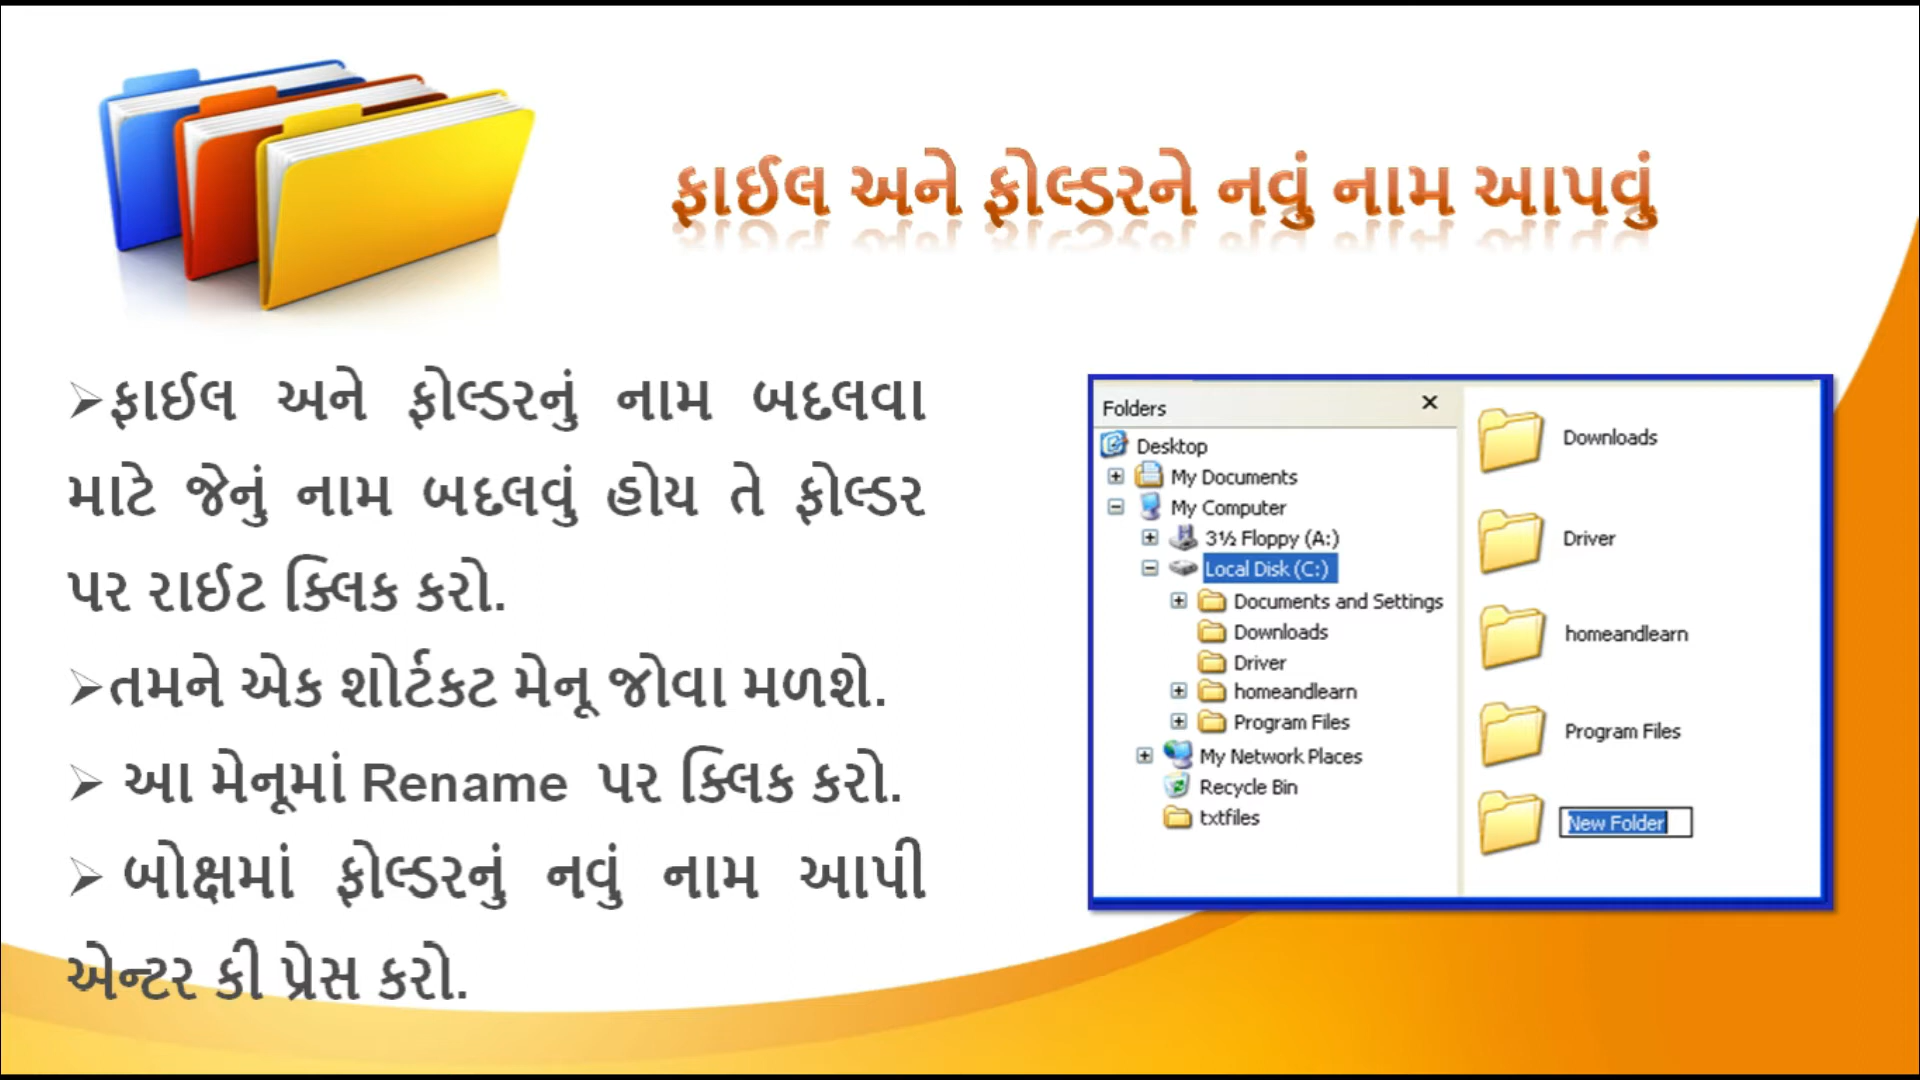 ફાઈલ અને ફોલ્ડરને નવું નામ આપવું
➢ફાઈલ અને ફોલ્ડરનું નામ બદલવા
માટે જેનું નામ બદલવું હોય તે ફોલ્ડર
પર રાઈટ ક્લિક કરો.
➢તમને એક શોર્ટકટ મેનૂ જોવા મળશે.
➢ આ મેનૂમાં Rename પર ક્લિક કરો.
➢ બોક્ષમાં ફોલ્ડરનું નવું નામ આપી
એન્ટર કી પ્રેસ કરો.
Folders
Desktop
My Documents
My Computer
3½ Floppy (A:)
Local Disk (C:)
Documents and Settings
Downloads
Driver
homeandlearn
Program Files
My Network Places
Recycle Bin
txtfiles
Downloads
Driver
homeandlearn
Program Files
New Folder